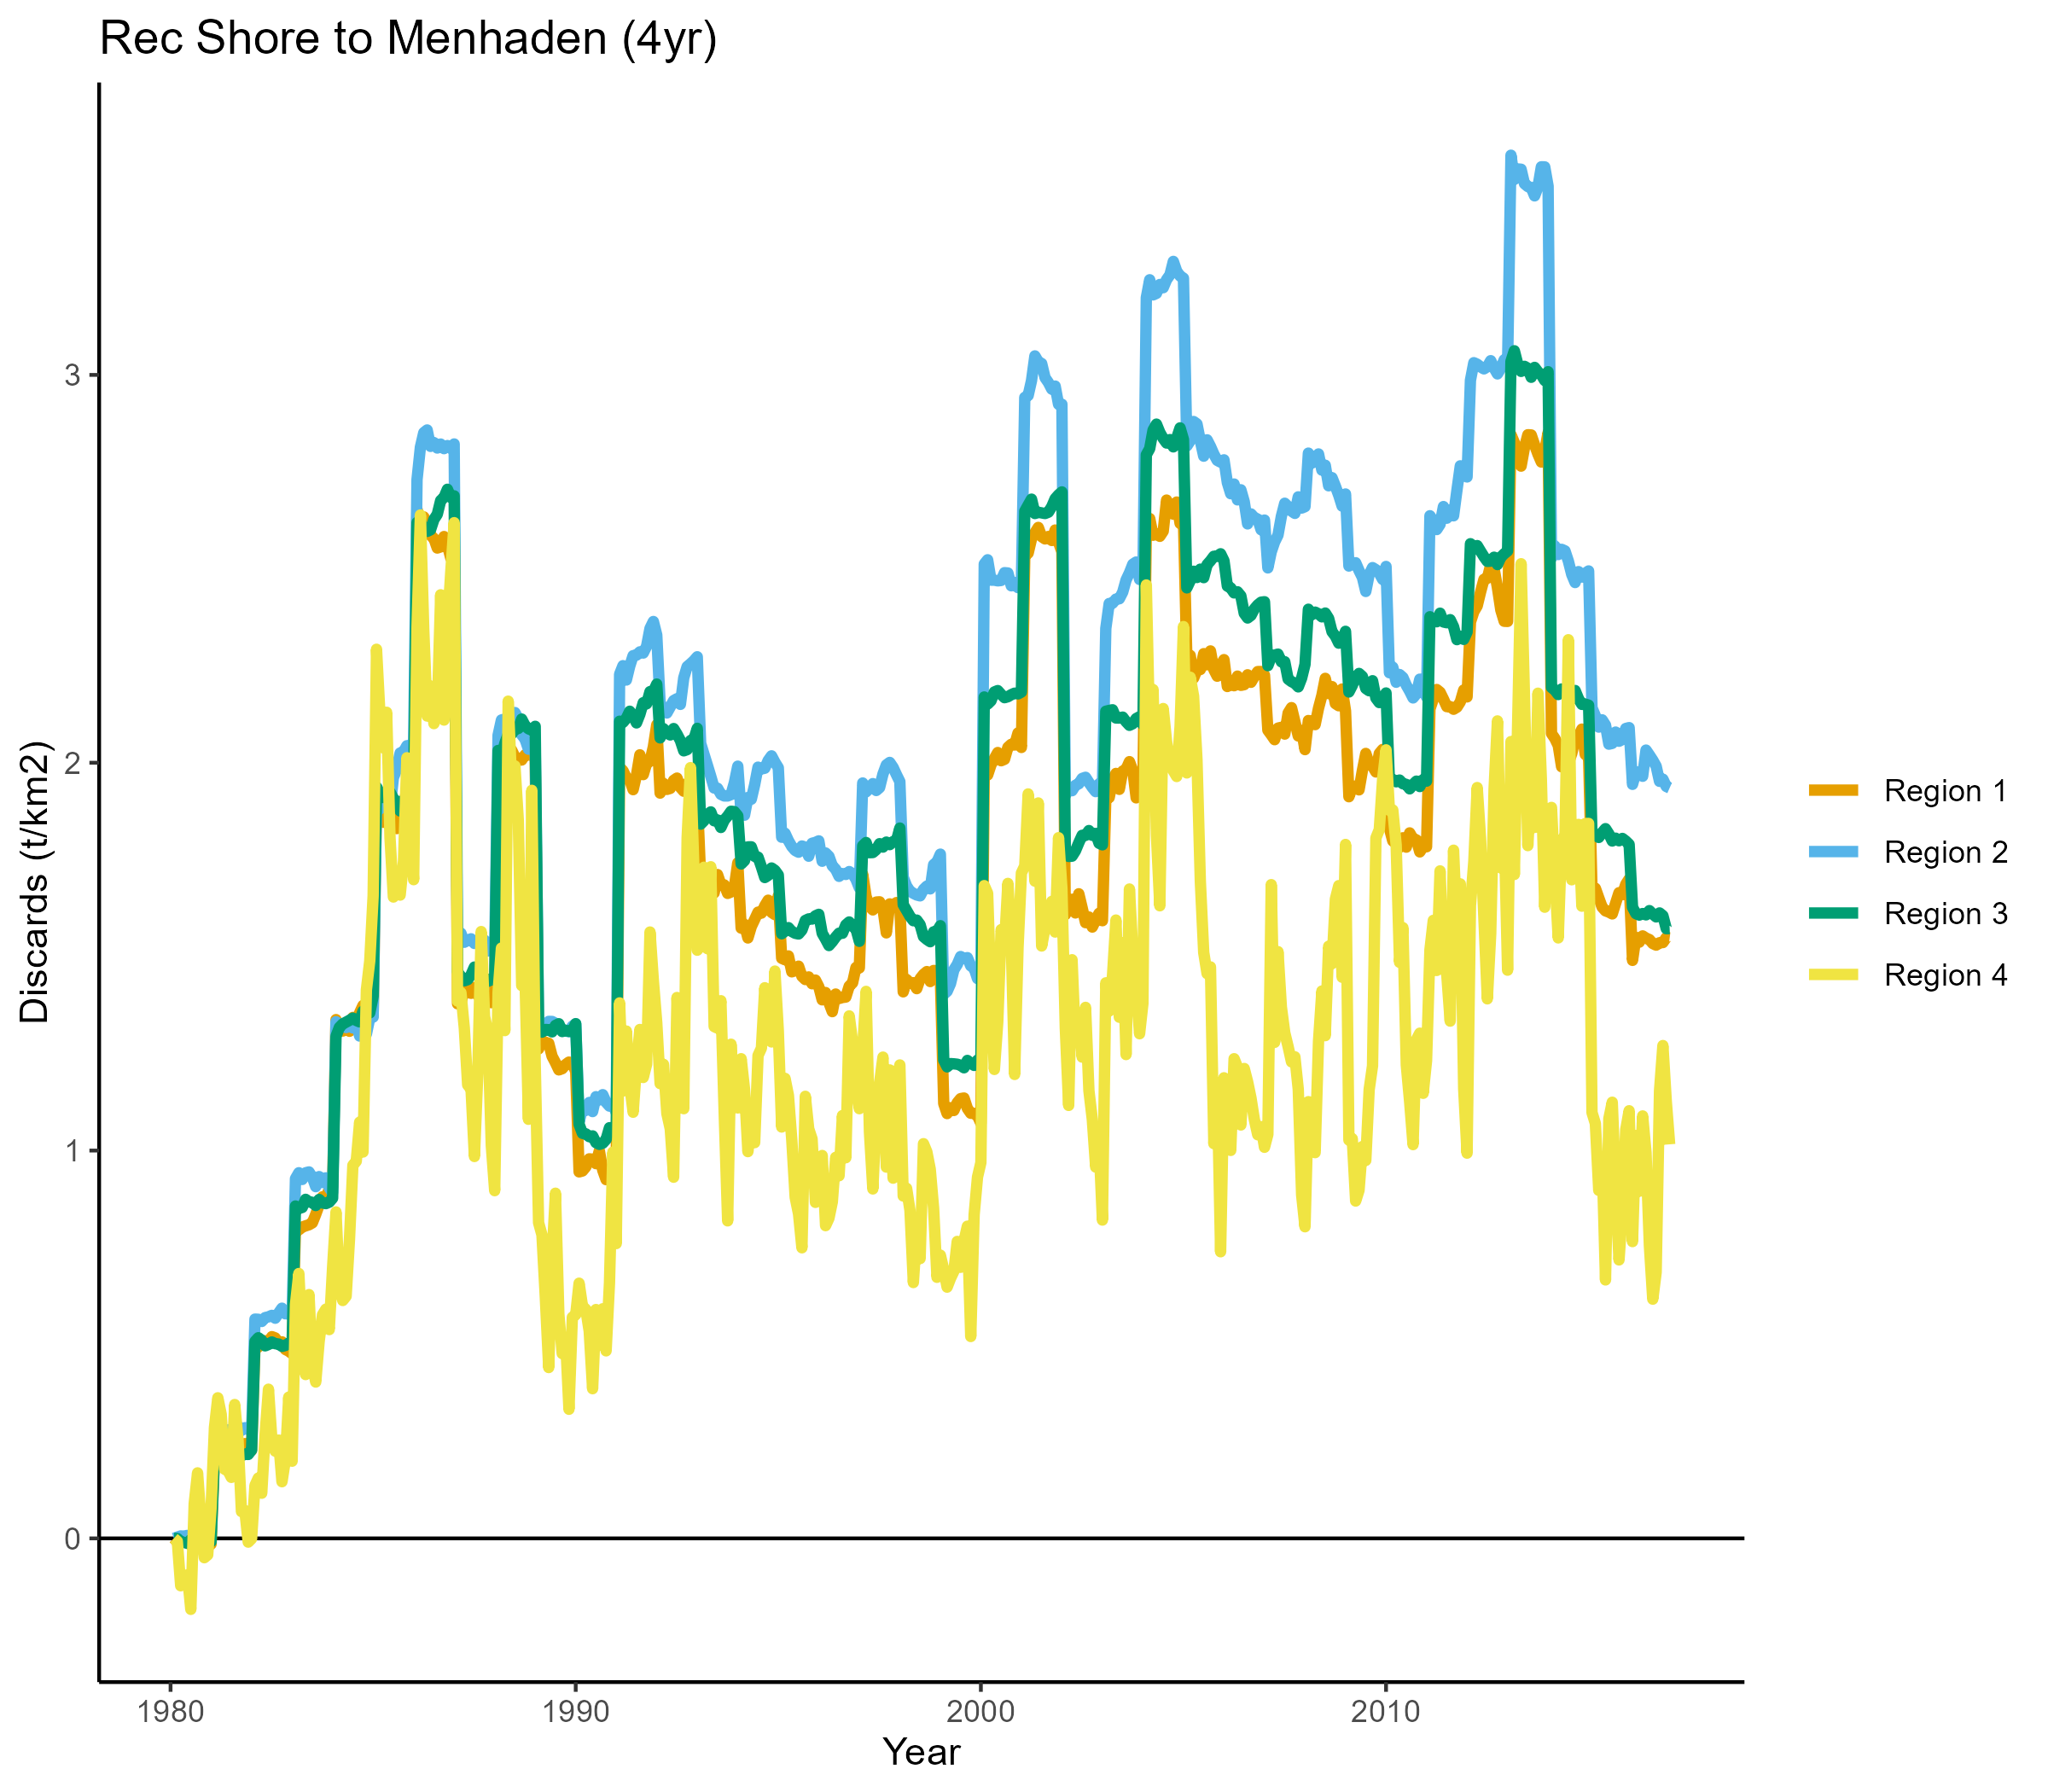 Rec Shore to Menhaden (4yr)
Discards (t/km2)
3
2
1
0
1980 1990 2000 2010
Year
Region 1
Region 2
Region 3
Region 4